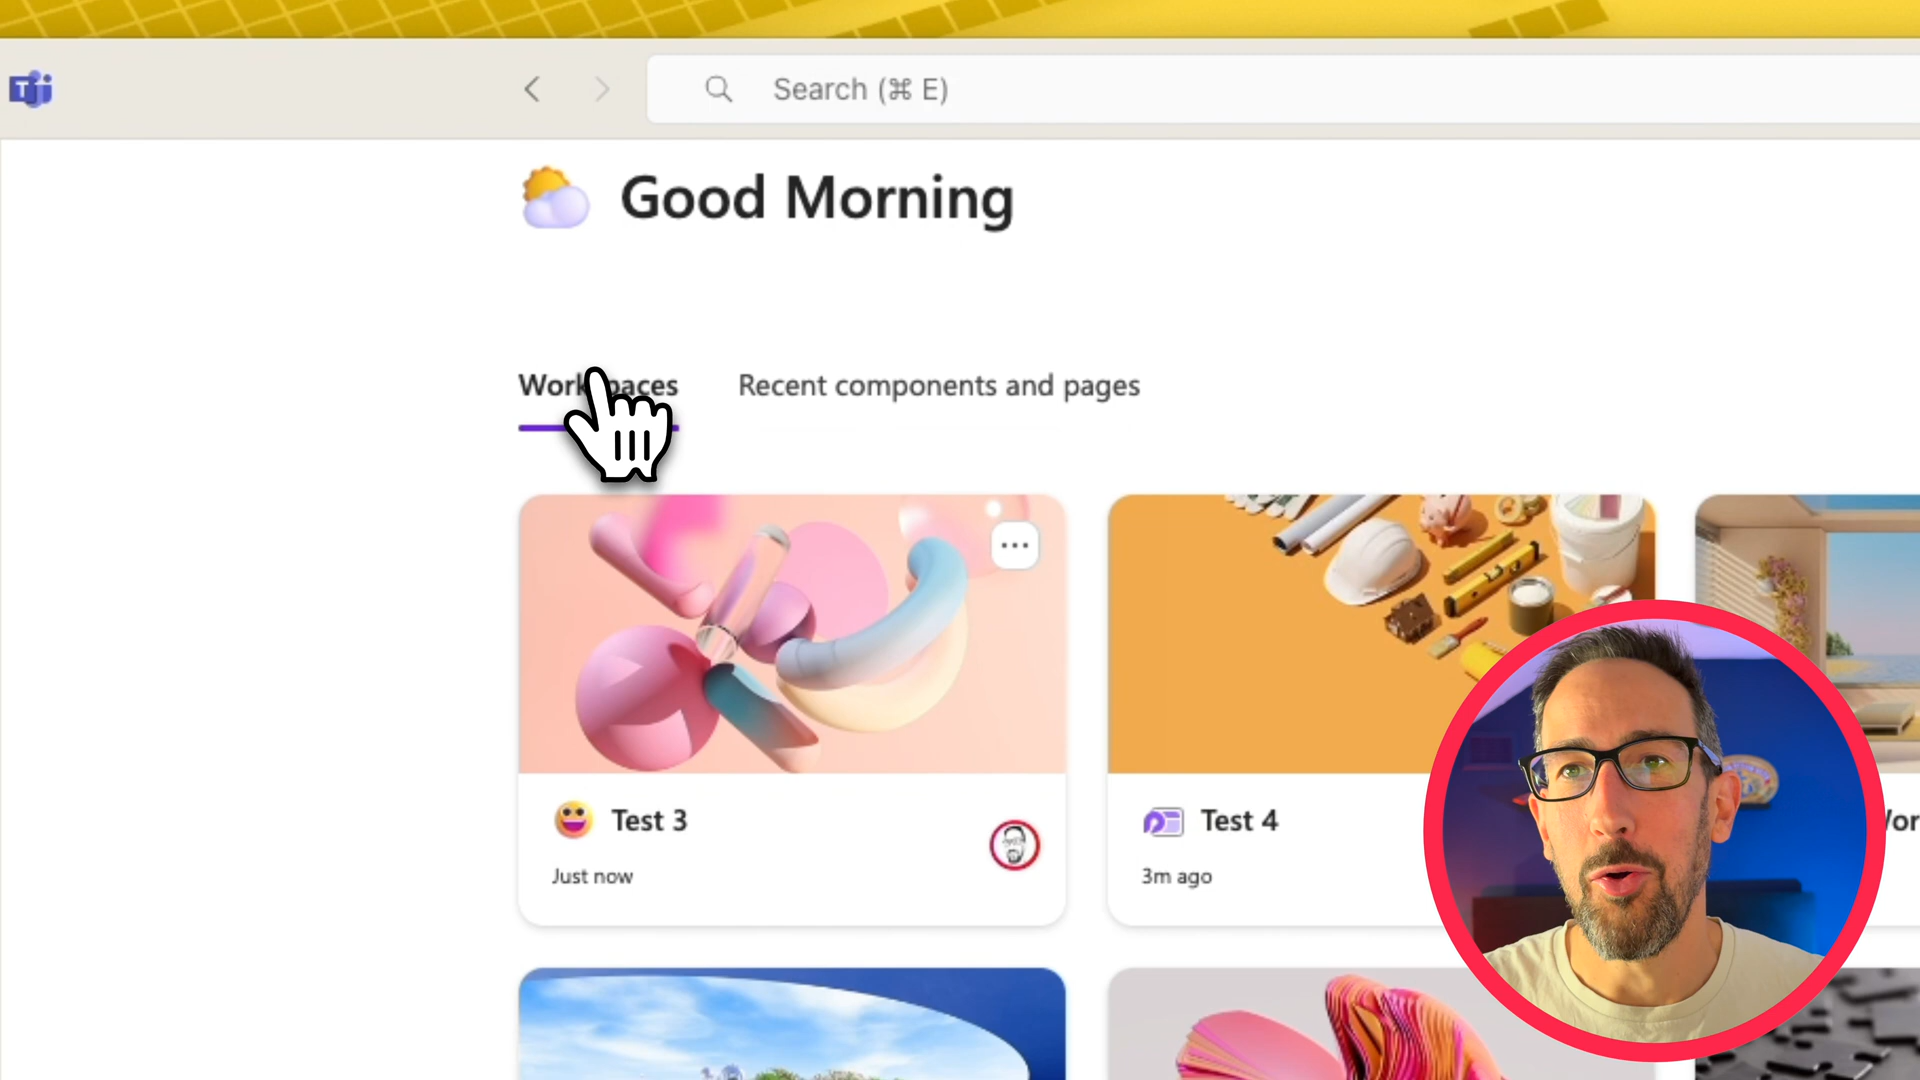 Search (⌘ E)
Good Morning
Workspaces
Recent components and pages
Test 3
Just now
Test 4
3m ago